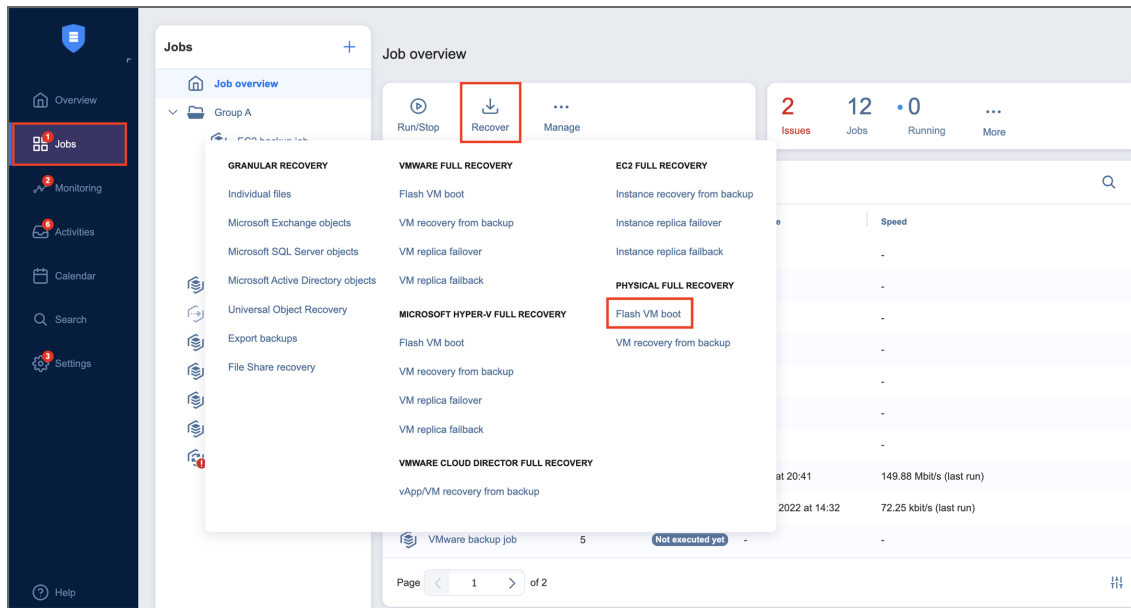 Overview
1
Jobs
2
Monitoring
6
Activities
Calendar
Search
3
Settings
Help
Jobs
Job overview
Group A
Job overview
Run/Stop
Recover
Manage
2
Issues
12
Jobs
0
Running
More
GRANULAR RECOVERY
Individual files
Microsoft Exchange objects
Microsoft SQL Server objects
Microsoft Active Directory objects
Universal Object Recovery
Export backups
File Share recovery
VMWARE FULL RECOVERY
Flash VM boot
VM recovery from backup
VM replica failover
VM replica failback
MICROSOFT HYPER-V FULL RECOVERY
Flash VM boot
VM recovery from backup
VM replica failover
VM replica failback
VMWARE CLOUD DIRECTOR FULL RECOVERY
vApp/VM recovery from backup
EC2 FULL RECOVERY
Instance recovery from backup
Instance replica failover
Instance replica failback
PHYSICAL FULL RECOVERY
Flash VM boot
VM recovery from backup
Speed
-
-
-
-
-
-
-
at 20:41 149.88 Mbit/s (last run)
2022 at 14:32 72.25 kbit/s (last run)
VMware backup job 5 Not executed yet - -
Page 1 of 2